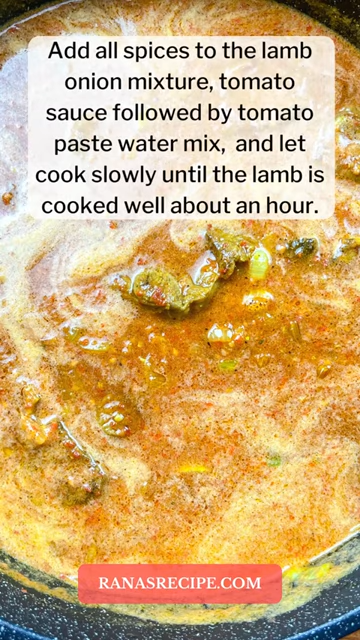 Add all spices to the lamb
onion mixture, tomato
sauce followed by tomato
paste water mix,  and let
cook slowly until the lamb is
cooked well about an hour.
RANASRECIPE.COM